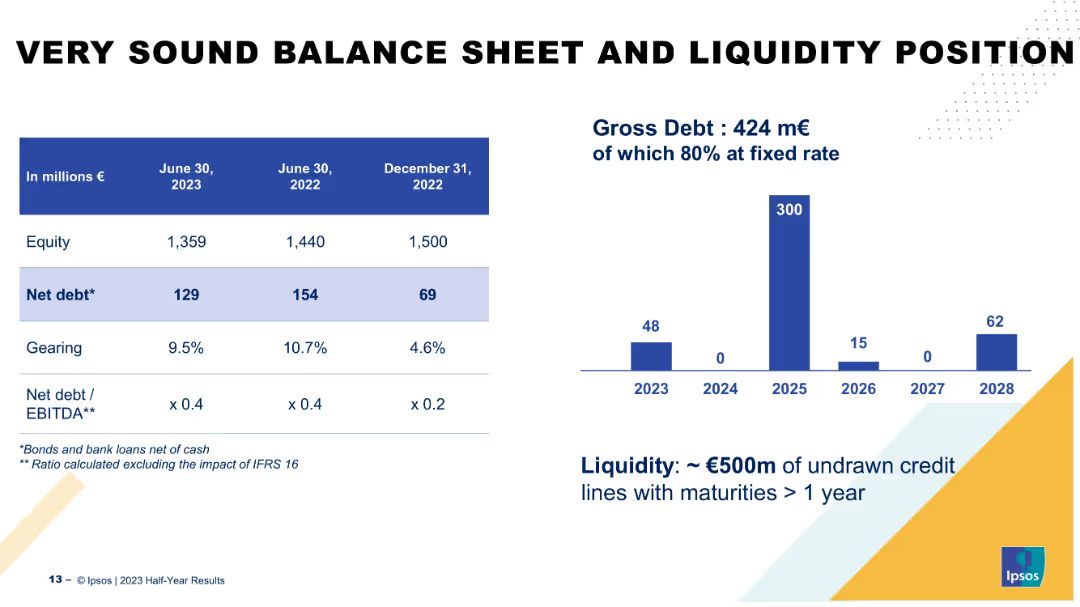 VERY SOUND BALANCE SHEET AND LIQUIDITY POSITION
In millions €
June 30,
2023
June 30,
2022
December 31,
2022
Equity
1,359
1,440
1,500
Net debt*
129
154
69
Gearing
9.5%
10.7%
4.6%
Net debt /
EBITDA**
x 0.4
x 0.4
x 0.2
*Bonds and bank loans net of cash
** Ratio calculated excluding the impact of IFRS 16
Gross Debt : 424 m€
of which 80% at fixed rate
48
0
300
15
0
62
2023
2024
2025
2026
2027
2028
Liquidity: ~ €500m of undrawn credit
lines with maturities > 1 year
13 – © Ipsos | 2023 Half-Year Results
Ipsos